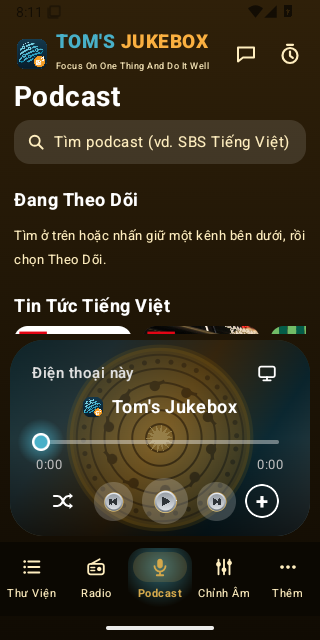 8:11
TOM'S JUKEBOX
Focus On One Thing And Do It Well
Podcast
Tìm podcast (vd. SBS Tiếng Việt)
Đang Theo Dõi
Tìm ở trên hoặc nhấn giữ một kênh bên dưới, rồi
chọn Theo Dõi.
Tin Tức Tiếng Việt
Điện thoại này
Tom's Jukebox
0:00 0:00
Thư Viện Radio Podcast Chỉnh Âm Thêm